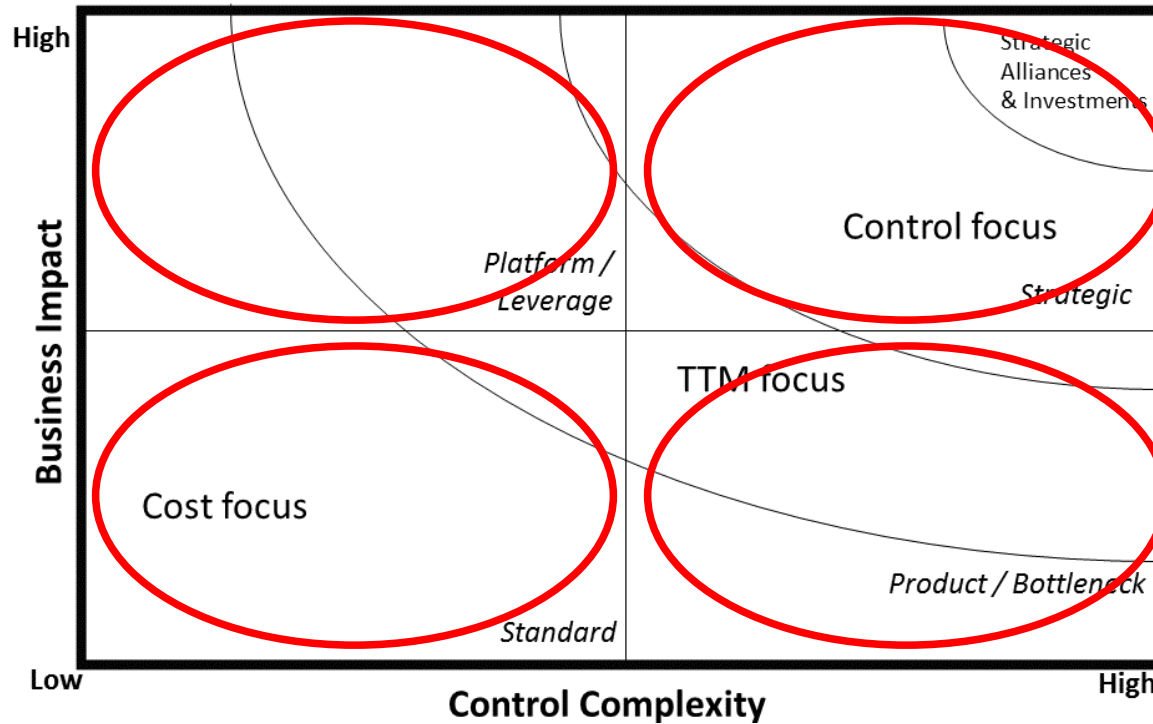 High
Strategic
Alliances
& Investments
Control focus
Platform /
Leverage
Strategic
Business Impact
TTM focus
Cost focus
Product / Bottleneck
Standard
Low
High
Control Complexity